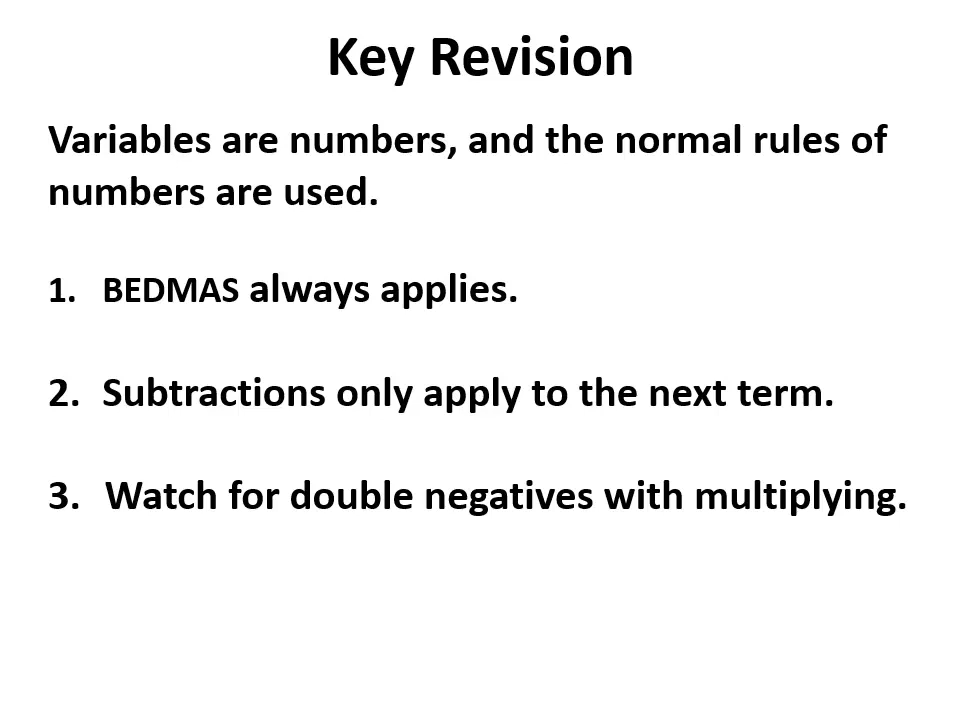 Key Revision
Variables are numbers, and the normal rules of
numbers are used.
1. BEDMAS always applies.
2. Subtractions only apply to the next term.
3. Watch for double negatives with multiplying.